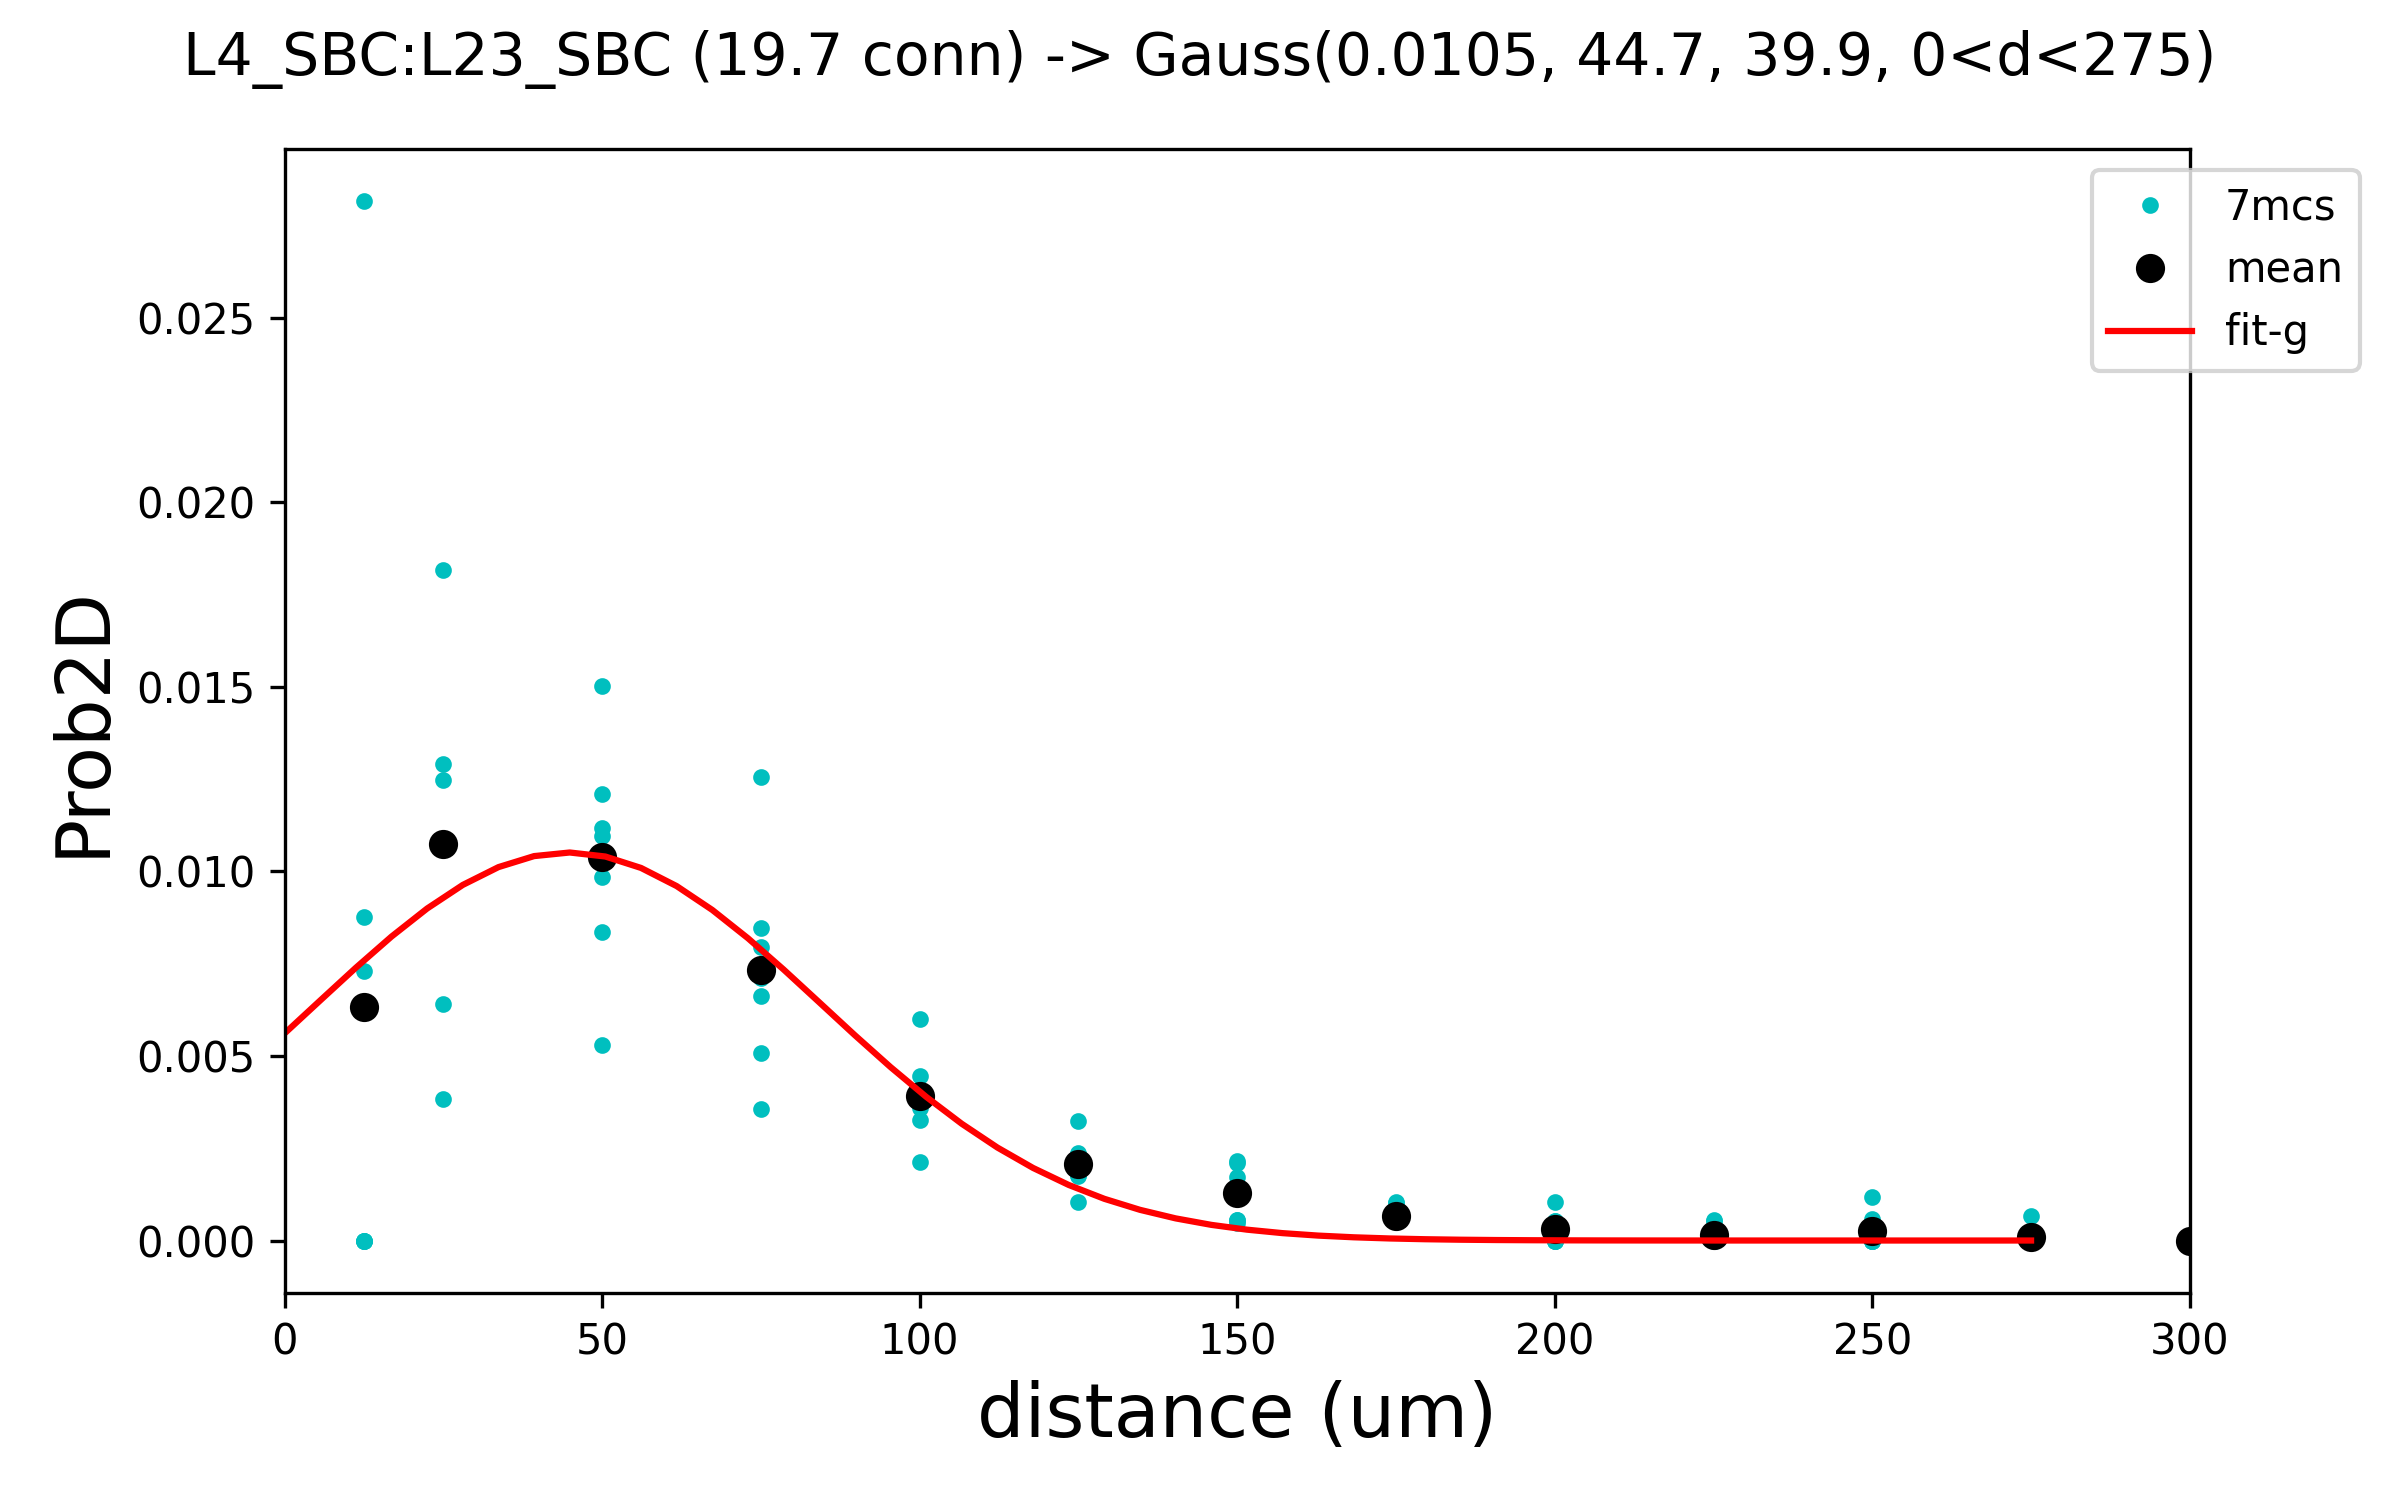 L4_SBC:L23_SBC (19.7 conn) -> Gauss(0.0105, 44.7, 39.9, 0<d<275)
7mcs
mean
fit-g
0.025
0.020
0.015
0.010
0.005
0.000
Prob2D
0 50 100 150 200 250 300
distance (um)